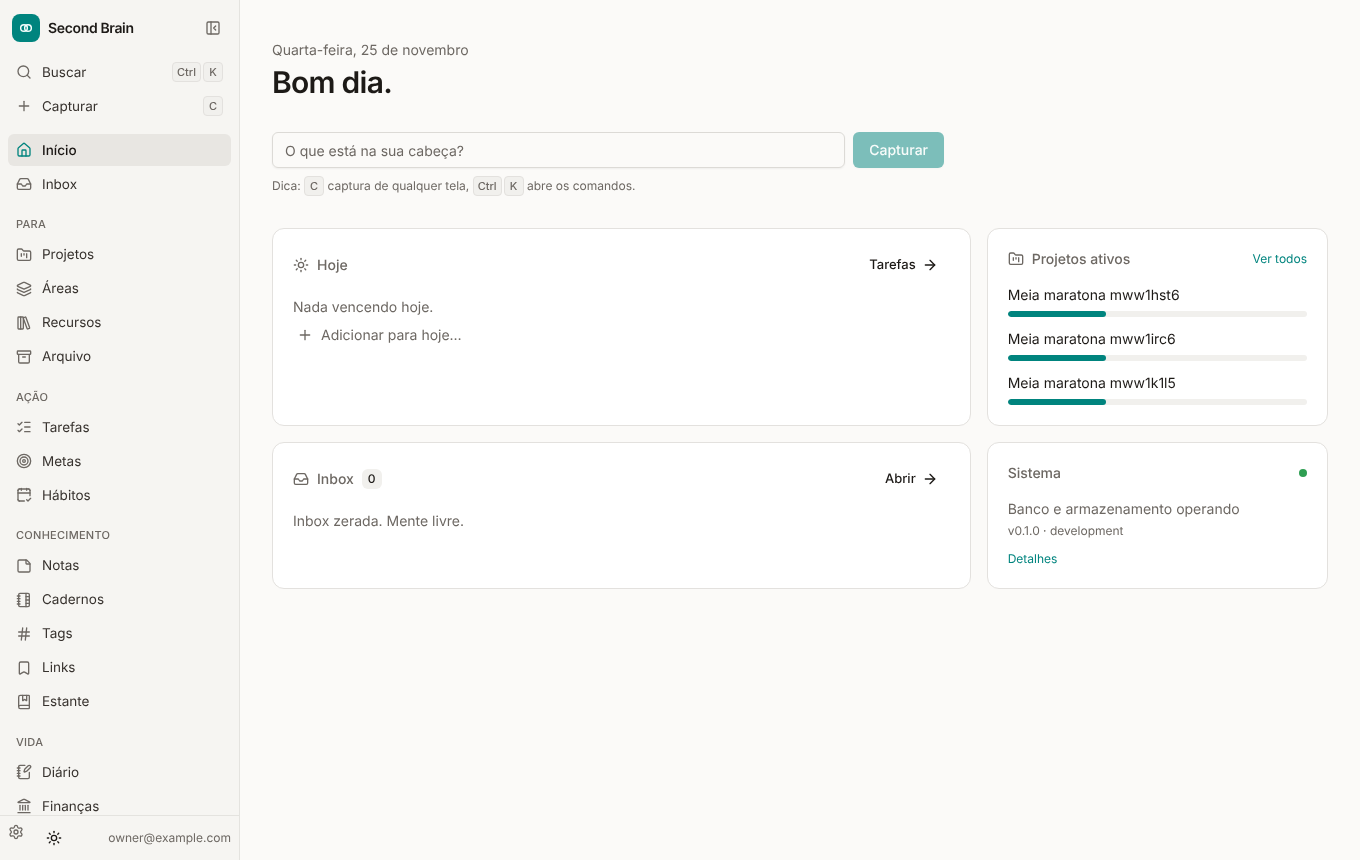 Second Brain
Buscar Ctrl K
Capturar C
Início
Inbox
PARA
Projetos
Áreas
Recursos
Arquivo
AÇÃO
Tarefas
Metas
Hábitos
CONHECIMENTO
Notas
Cadernos
Tags
Links
Estante
VIDA
Diário
Finanças
owner@example.com
Quarta-feira, 25 de novembro
Bom dia.
O que está na sua cabeça? Capturar
Dica: C captura de qualquer tela, Ctrl K abre os comandos.
Hoje Tarefas
Nada vencendo hoje.
Adicionar para hoje...
Projetos ativos Ver todos
Meia maratona mww1hst6
Meia maratona mww1irc6
Meia maratona mww1k1l5
Inbox 0 Abrir
Inbox zerada. Mente livre.
Sistema
Banco e armazenamento operando
v0.1.0 · development
Detalhes